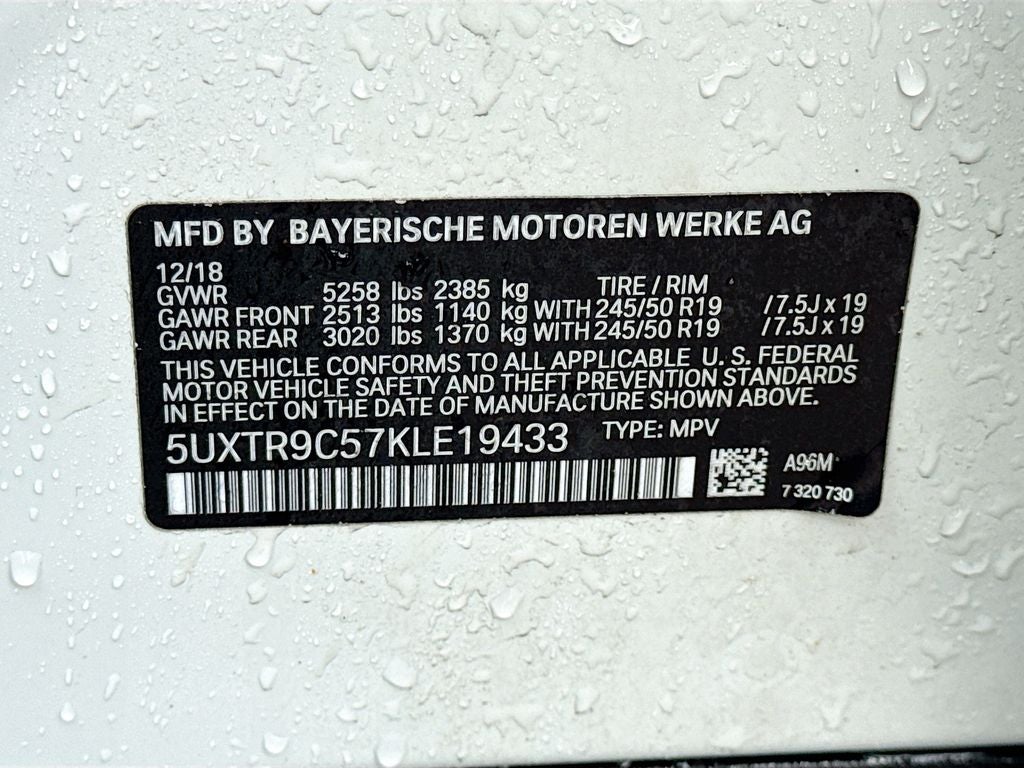 MFD BY BAYERISCHE MOTOREN WERKE AG
12/18 TIRE / RIM
GVWR 5258 lbs 2385 kg
GAWR FRONT 2513 lbs 1140 kg WITH 245/50 R19 / 7.5J x 19
GAWR REAR 3020 lbs 1370 kg WITH 245/50 R19 / 7.5J x 19
THIS VEHICLE CONFORMS TO ALL APPLICABLE U. S. FEDERAL
MOTOR VEHICLE SAFETY AND THEFT PREVENTION STANDARDS
IN EFFECT ON THE DATE OF MANUFACTURE SHOWN ABOVE.
5UXTR9C57KLE19433 TYPE: MPV
A96M
7 320 730